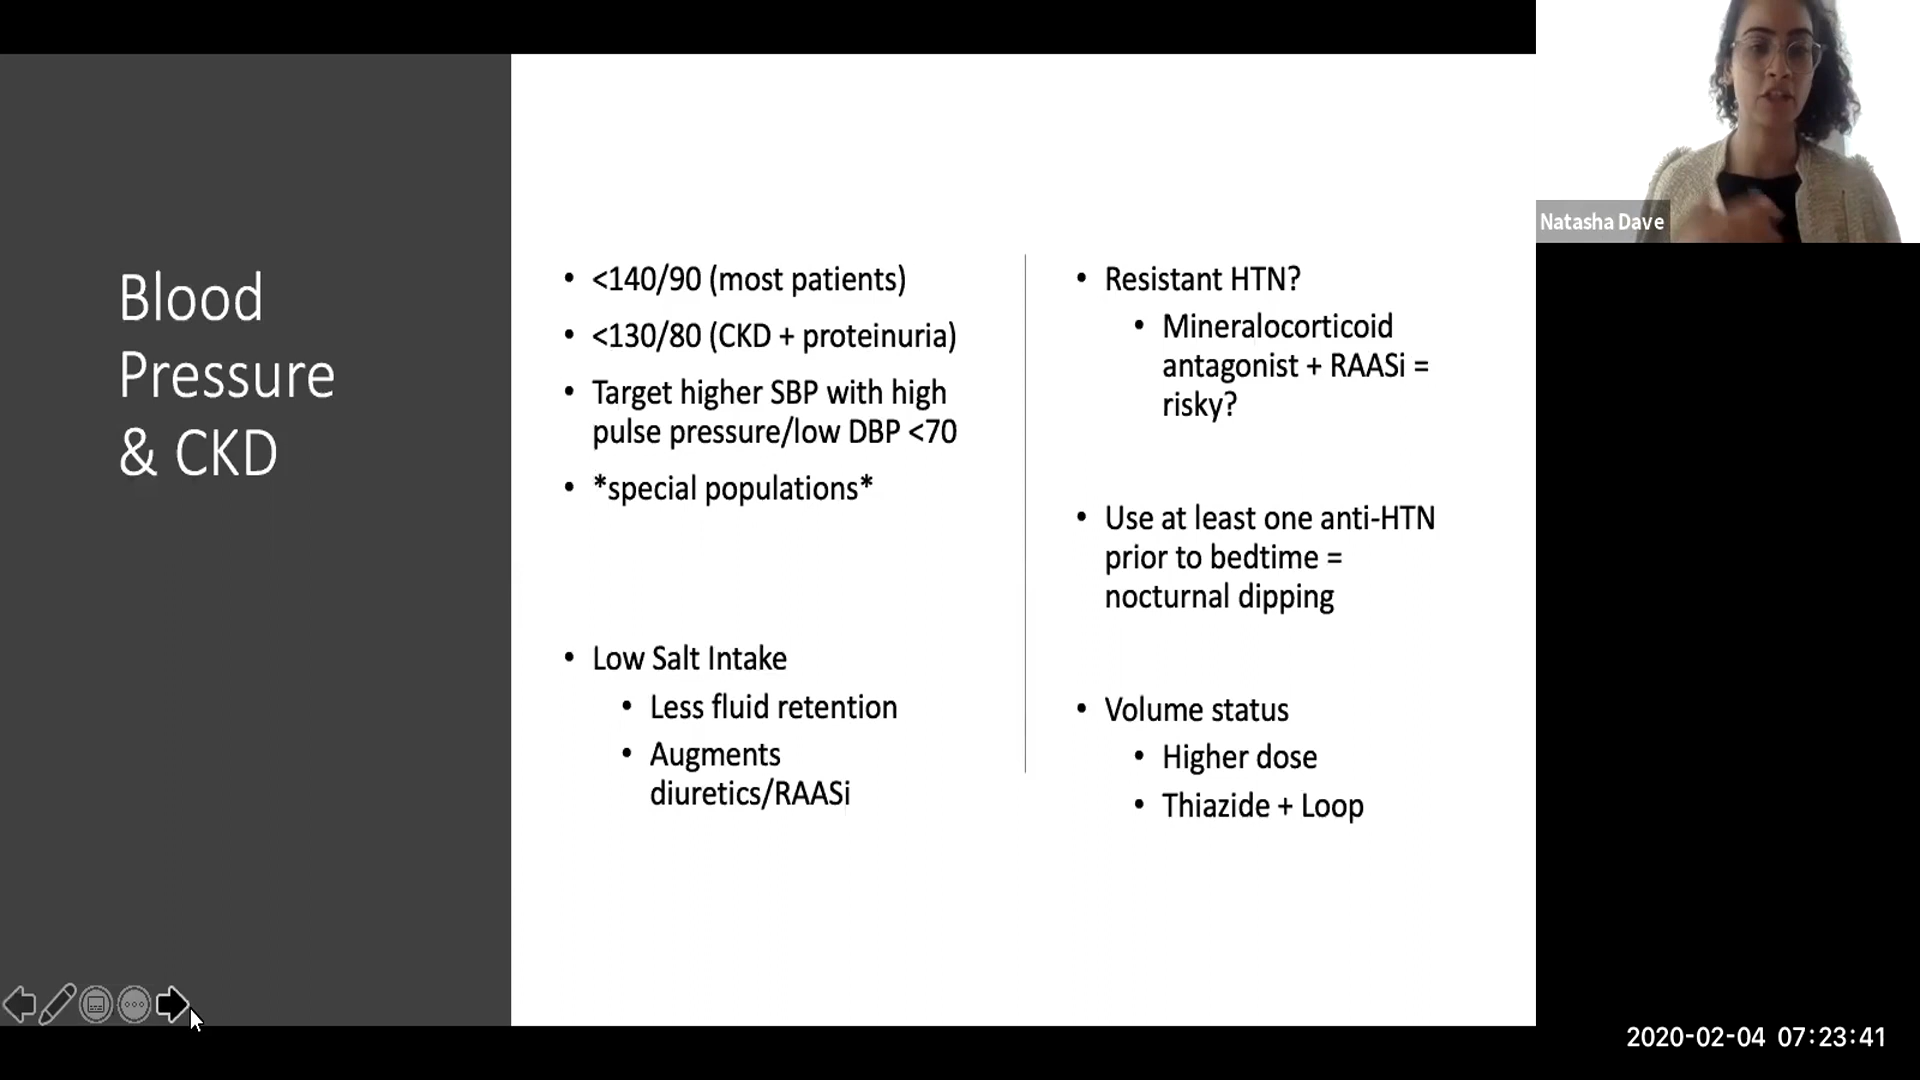 Blood
Pressure
& CKD
• <140/90 (most patients)
• <130/80 (CKD + proteinuria)
• Target higher SBP with high
pulse pressure/low DBP <70
• *special populations*
• Low Salt Intake
• Less fluid retention
• Augments
diuretics/RAASi
• Resistant HTN?
• Mineralocorticoid
antagonist + RAASi =
risky?
• Use at least one anti-HTN
prior to bedtime =
nocturnal dipping
• Volume status
• Higher dose
• Thiazide + Loop
Natasha Dave
2020-02-04 07:23:41